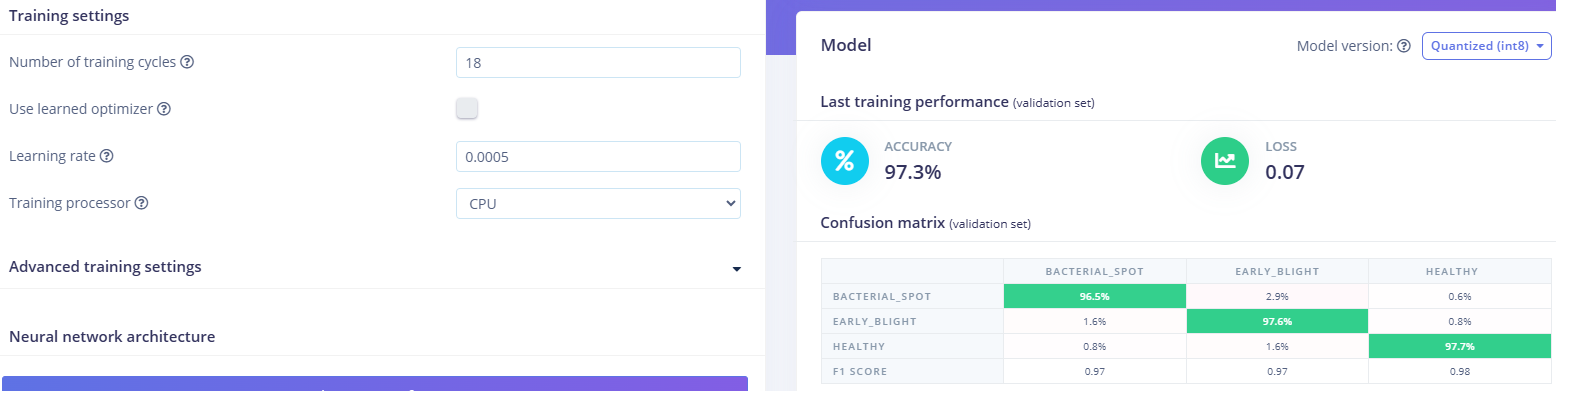 Training settings
Number of training cycles
18
Use learned optimizer
Learning rate
0.0005
Training processor
CPU
Advanced training settings
Neural network architecture
Model
Model version:
Quantized (int8)
Last training performance (validation set)
%
ACCURACY
97.3%
LOSS
0.07
Confusion matrix (validation set)
BACTERIAL_SPOT EARLY_BLIGHT HEALTHY
BACTERIAL_SPOT 96.5% 2.9% 0.6%
EARLY_BLIGHT 1.6% 97.6% 0.8%
HEALTHY 0.8% 1.6% 97.7%
F1 SCORE 0.97 0.97 0.98